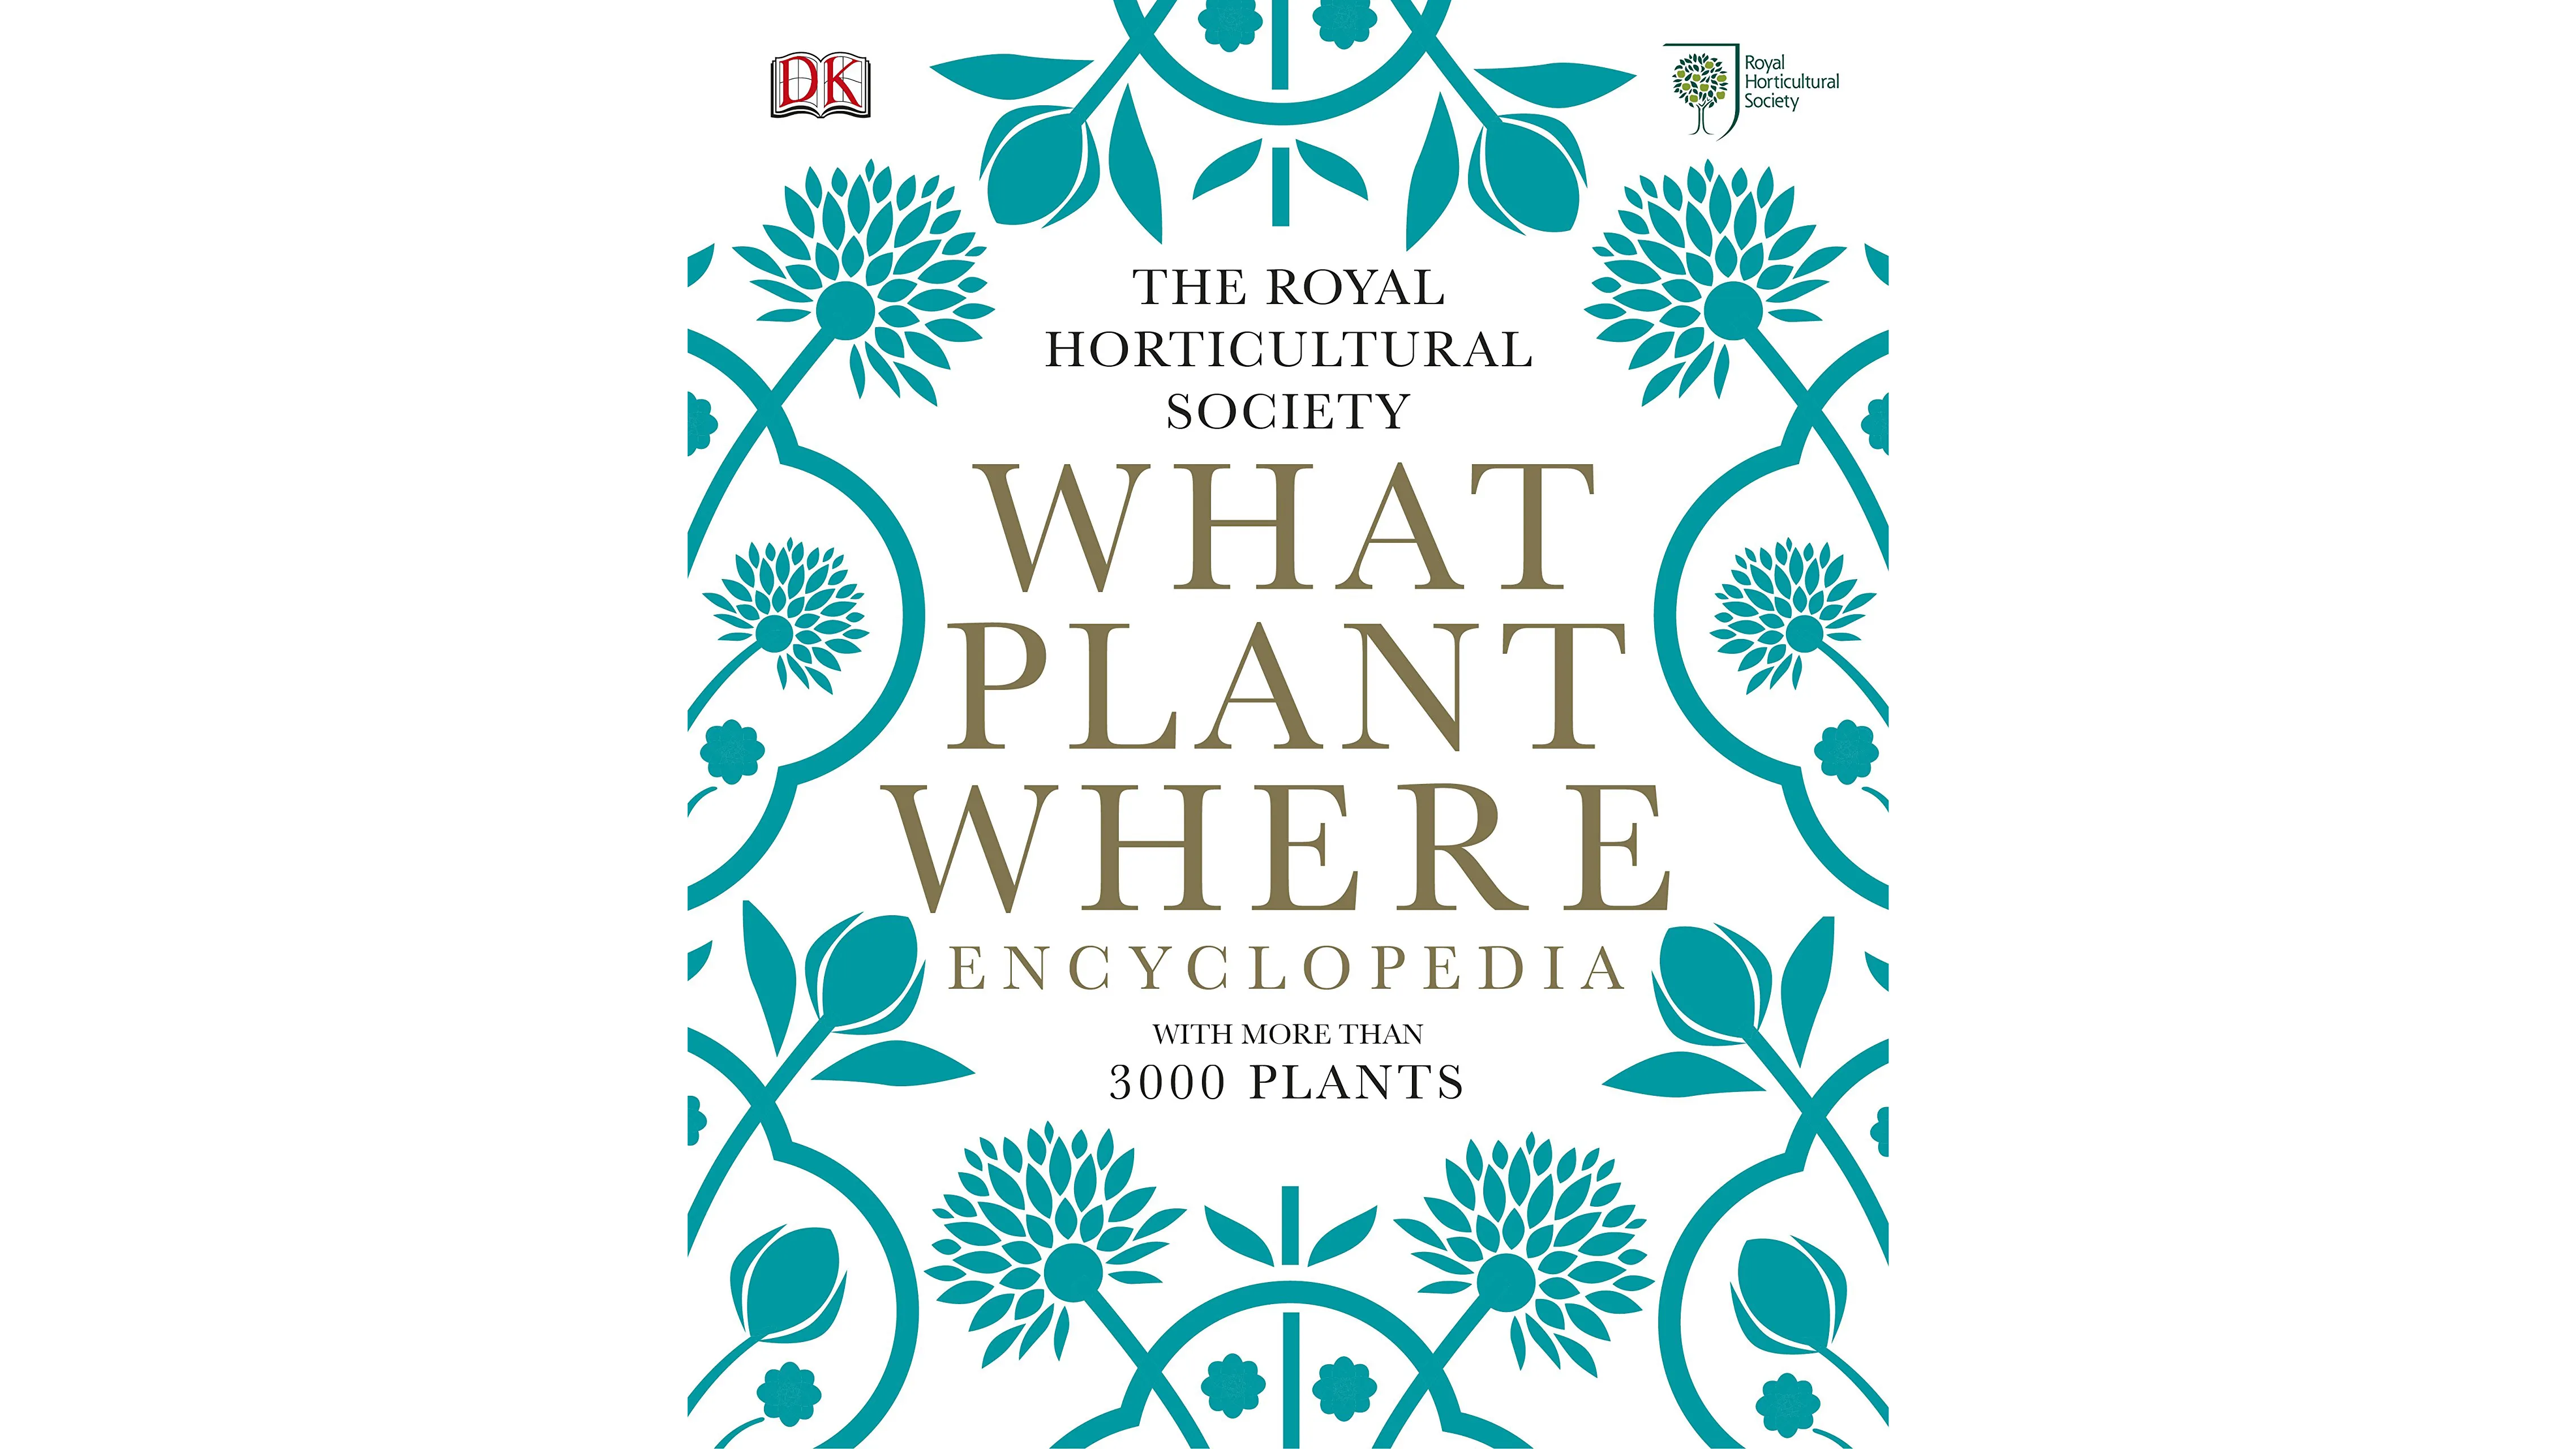 DK
Royal
Horticultural
Society
THE ROYAL
HORTICULTURAL
SOCIETY
WHAT
PLANT
WHERE
ENCYCLOPEDIA
WITH MORE THAN
3000 PLANTS